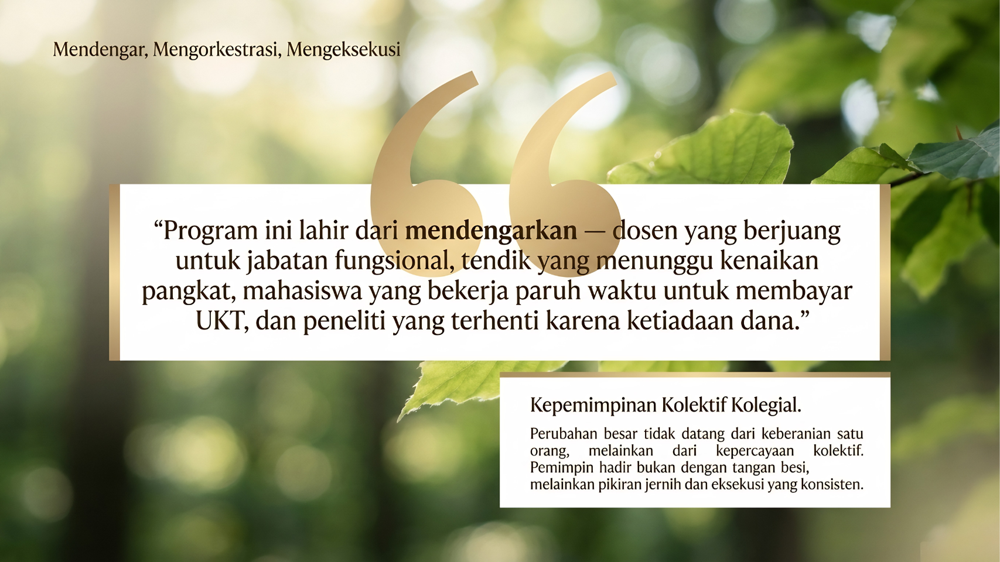 Mendengar, Mengorkestrasi, Mengeksekusi
“Program ini lahir dari mendengarkan — dosen yang berjuang
untuk jabatan fungsional, tendik yang menunggu kenaikan
pangkat, mahasiswa yang bekerja paruh waktu untuk membayar
UKT, dan peneliti yang terhenti karena ketiadaan dana.”
Kepemimpinan Kolektif Kolegial.
Perubahan besar tidak datang dari keberanian satu
orang, melainkan dari kepercayaan kolektif.
Pemimpin hadir bukan dengan tangan besi,
melainkan pikiran jernih dan eksekusi yang konsisten.